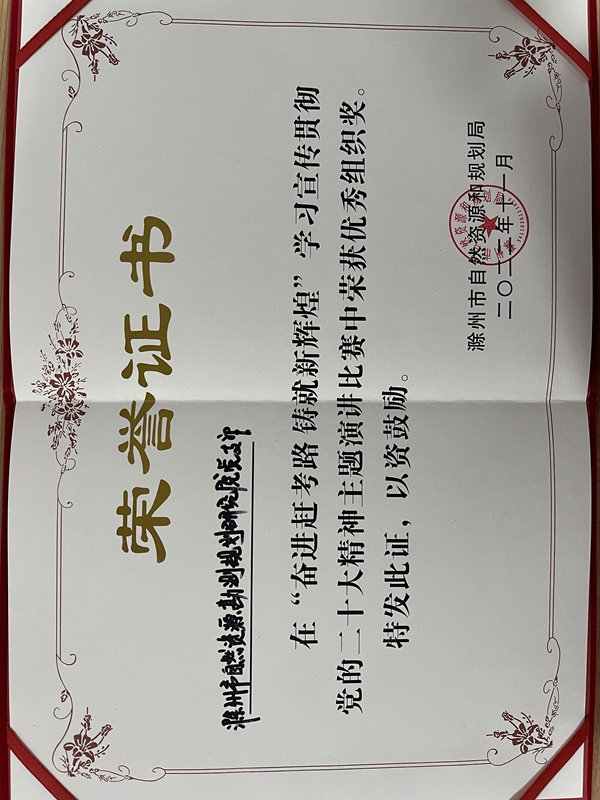 荣誉证书
滁州市自然资源勘测规划研究院党支部
在“奋进赶考路 铸就新辉煌”学习宣传贯彻
党的二十大精神主题演讲比赛中荣获优秀组织奖。
特发此证，以资鼓励。
滁州市自然资源和规划局
二〇二二年十一月